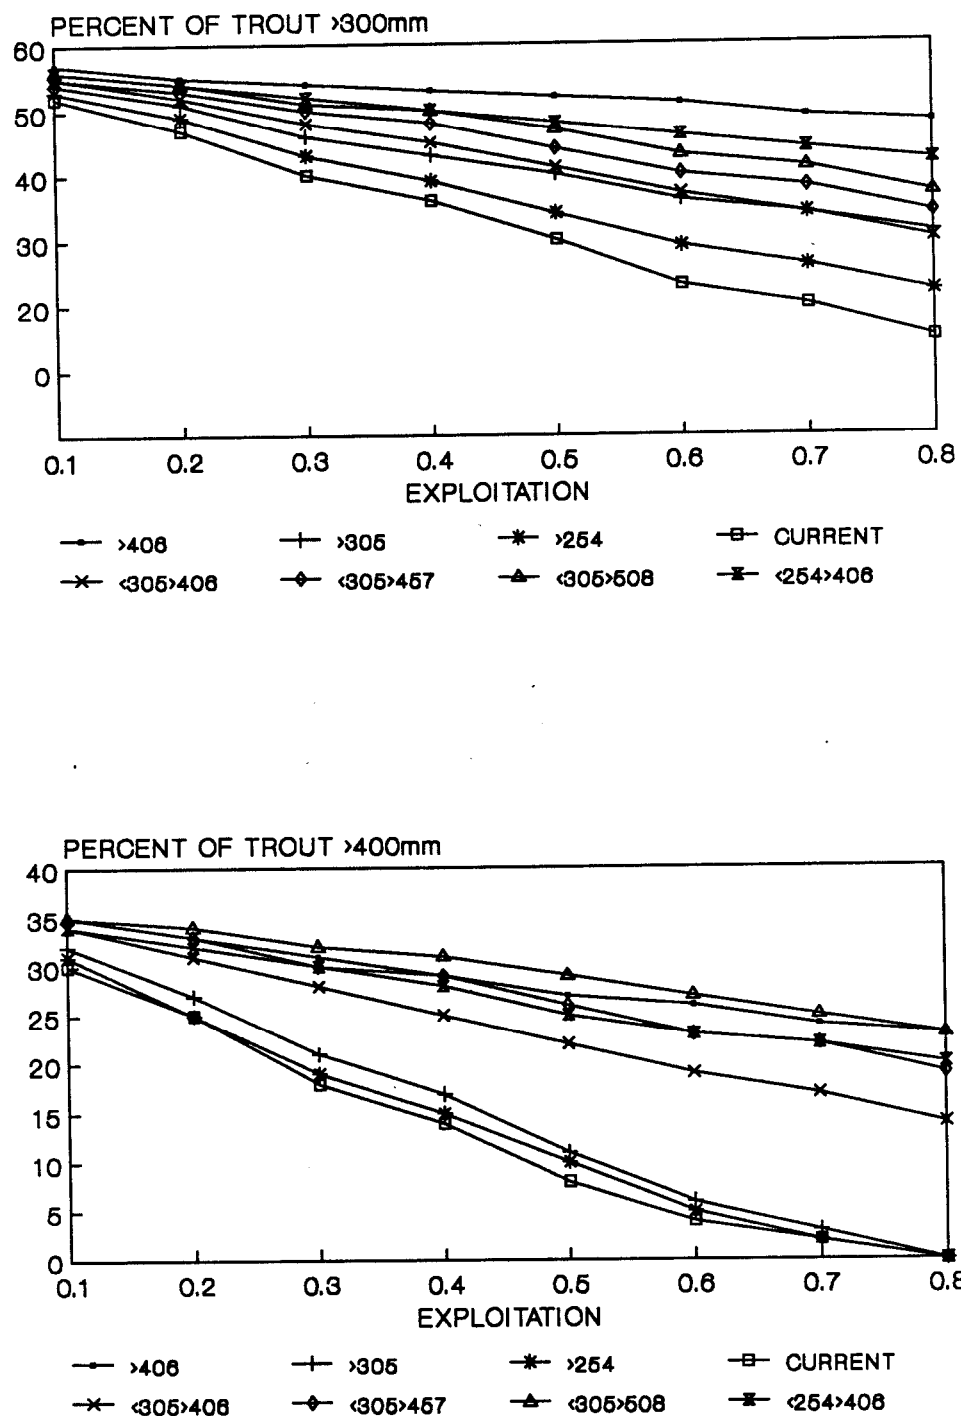 PERCENT OF TROUT >300mm
60
50
40
30
20
0
0.1 0.2 0.3 0.4 0.5 0.6 0.7 0.8
EXPLOITATION
>406 >305 >254 CURRENT
<305>406 <305>457 <305>508 <254>406
PERCENT OF TROUT >400mm
40
35
30
25
20
15
10
5
0
0.1 0.2 0.3 0.4 0.5 0.6 0.7 0.8
EXPLOITATION
>406 >305 >254 CURRENT
<305>406 <305>457 <305>508 <254>406